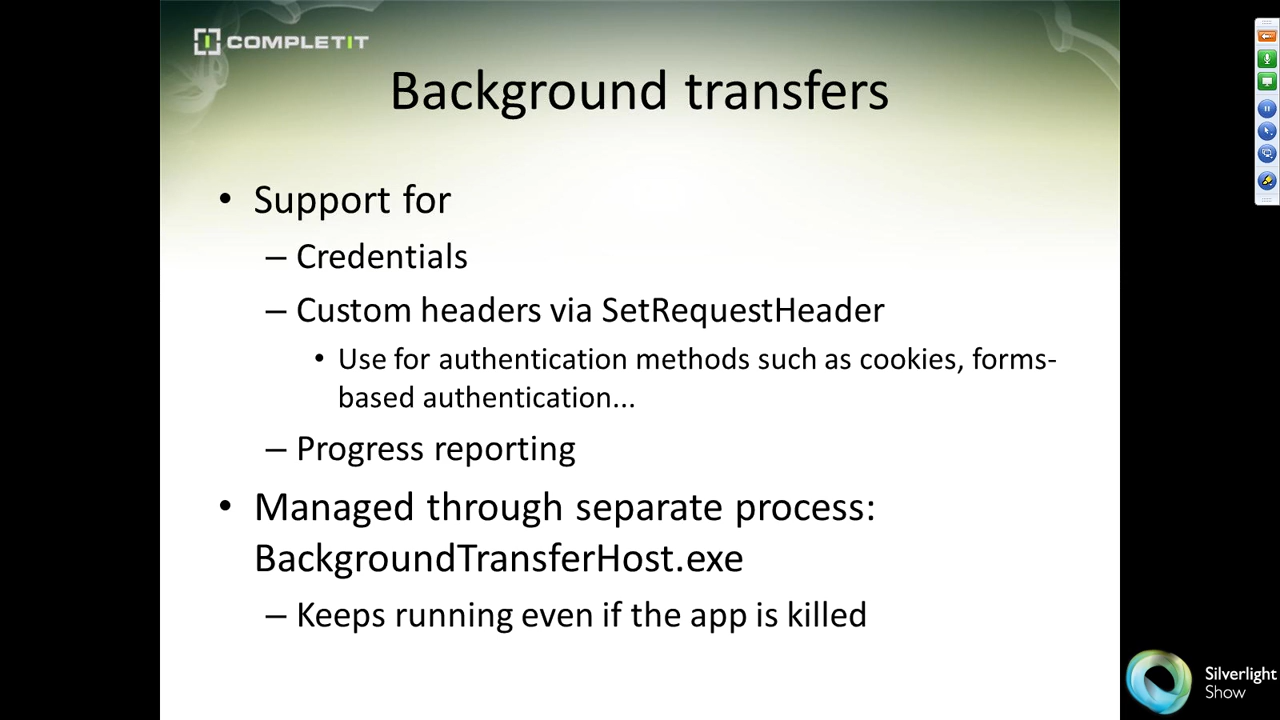 COMPLETIT
Background transfers
• Support for
– Credentials
– Custom headers via SetRequestHeader
• Use for authentication methods such as cookies, forms-
based authentication...
– Progress reporting
• Managed through separate process:
BackgroundTransferHost.exe
– Keeps running even if the app is killed
Silverlight
Show